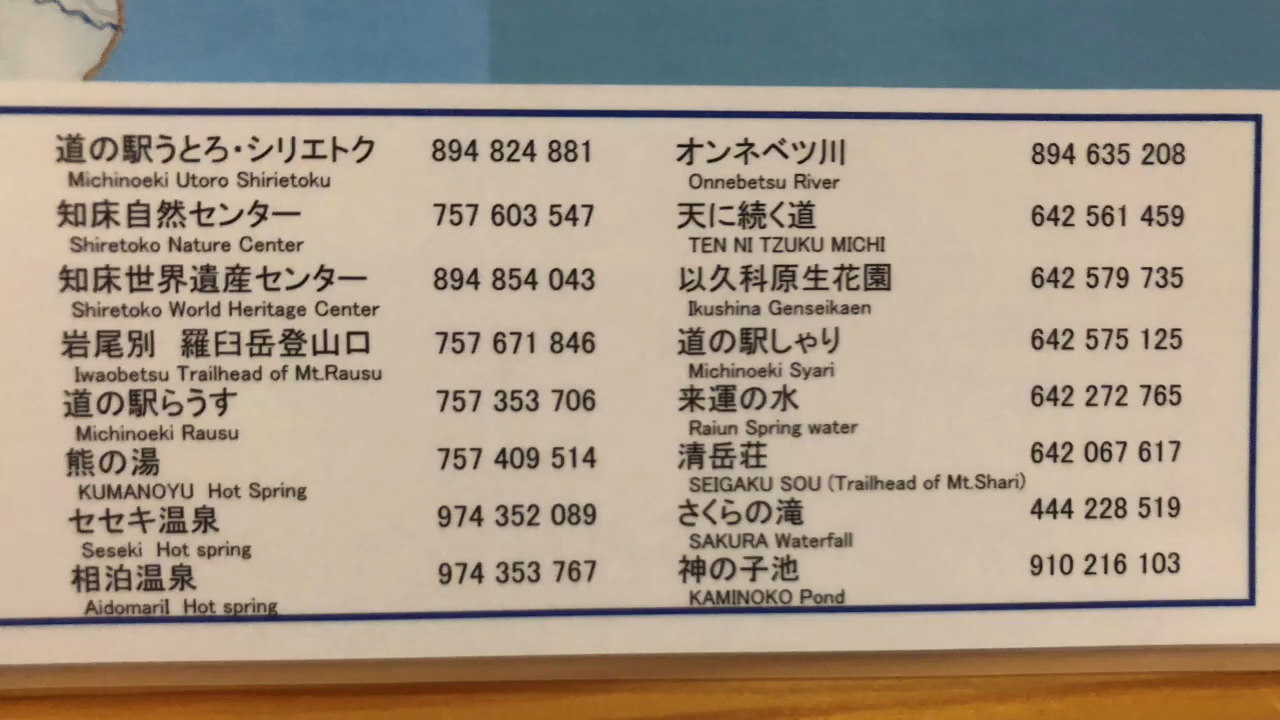 道の駅うとろ・シリエトク 894 824 881
Michinoeki Utoro Shirietoku
知床自然センター 757 603 547
Shiretoko Nature Center
知床世界遺産センター 894 854 043
Shiretoko World Heritage Center
岩尾別 羅臼岳登山口 757 671 846
Iwaobetsu Trailhead of Mt.Rausu
道の駅らうす 757 353 706
Michinoeki Rausu
熊の湯 757 409 514
KUMANOYU Hot Spring
セセキ温泉 974 352 089
Seseki Hot spring
相泊温泉 974 353 767
Aidomaril Hot spring
オンネベツ川 894 635 208
Onnebetsu River
天に続く道 642 561 459
TEN NI TZUKU MICHI
以久科原生花園 642 579 735
Ikushina Genseikaen
道の駅しゃり 642 575 125
Michinoeki Syari
来運の水 642 272 765
Raiun Spring water
清岳荘 642 067 617
SEIGAKU SOU (Trailhead of Mt.Shari)
さくらの滝 444 228 519
SAKURA Waterfall
神の子池 910 216 103
KAMINOKO Pond